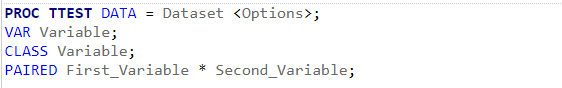 PROC TTEST DATA = Dataset <Options>;
VAR Variable;
CLASS Variable;
PAIRED First_Variable * Second_Variable;